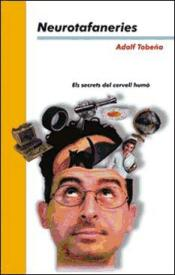 Neurotafaneries
Adolf Tobeña
Els secrets del cervell humà